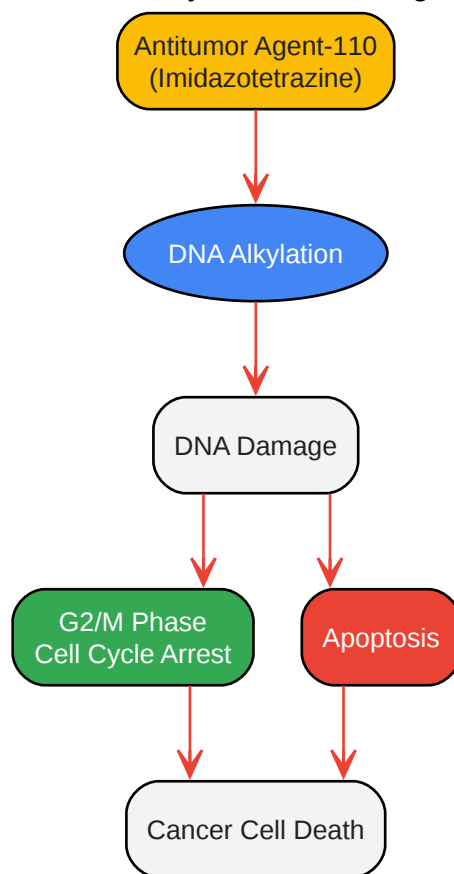 Antitumor Agent-110
(Imidazotetrazine)
DNA Alkylation
DNA Damage
G2/M Phase
Cell Cycle Arrest
Apoptosis
Cancer Cell Death